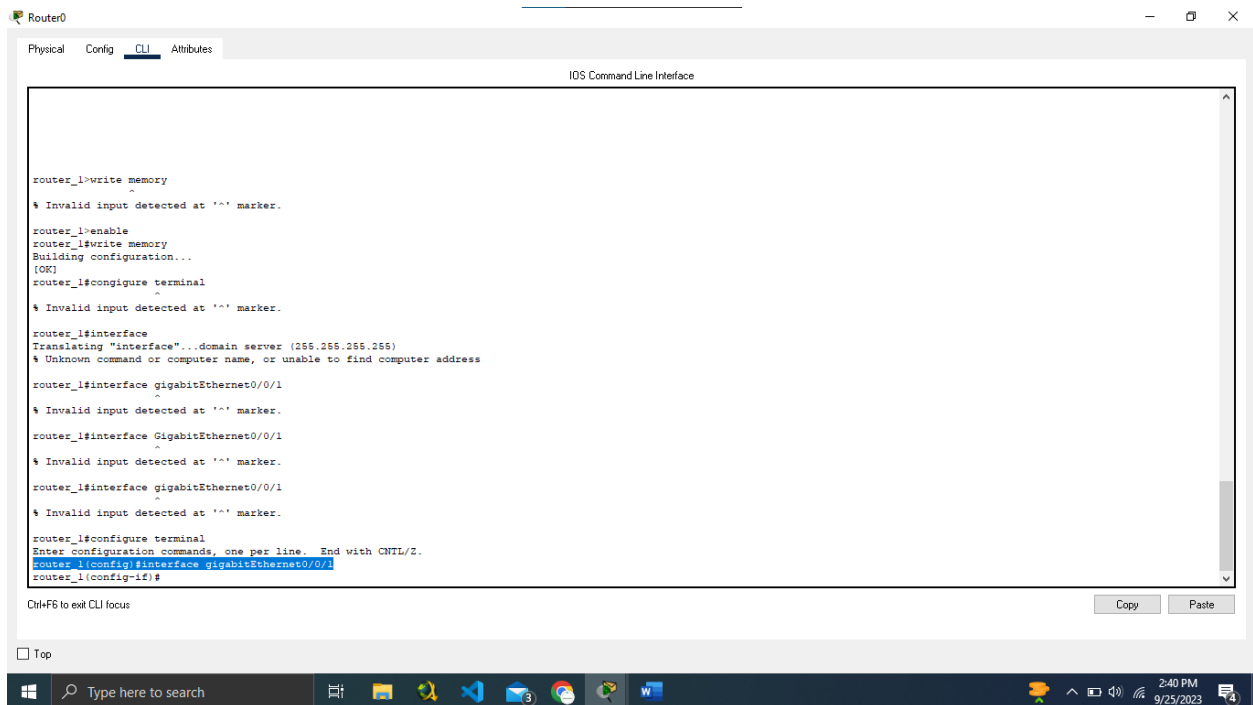 Router0
Physical Config CLI Attributes
IOS Command Line Interface
router_1>write memory
^
% Invalid input detected at '^' marker.
router_1>enable
router_1#write memory
Building configuration...
[OK]
router_1#congigure terminal
^
% Invalid input detected at '^' marker.
router_1#interface
Translating "interface"...domain server (255.255.255.255)
% Unknown command or computer name, or unable to find computer address
router_1#interface gigabitEthernet0/0/1
^
% Invalid input detected at '^' marker.
router_1#interface GigabitEthernet0/0/1
^
% Invalid input detected at '^' marker.
router_1#interface gigabitEthernet0/0/1
^
% Invalid input detected at '^' marker.
router_1#configure terminal
Enter configuration commands, one per line.  End with CNTL/Z.
router_1(config)#interface gigabitEthernet0/0/1
router_1(config-if)#
Ctrl+F6 to exit CLI focus
Copy Paste
Top
Type here to search
3
W
2:40 PM
9/25/2023
4